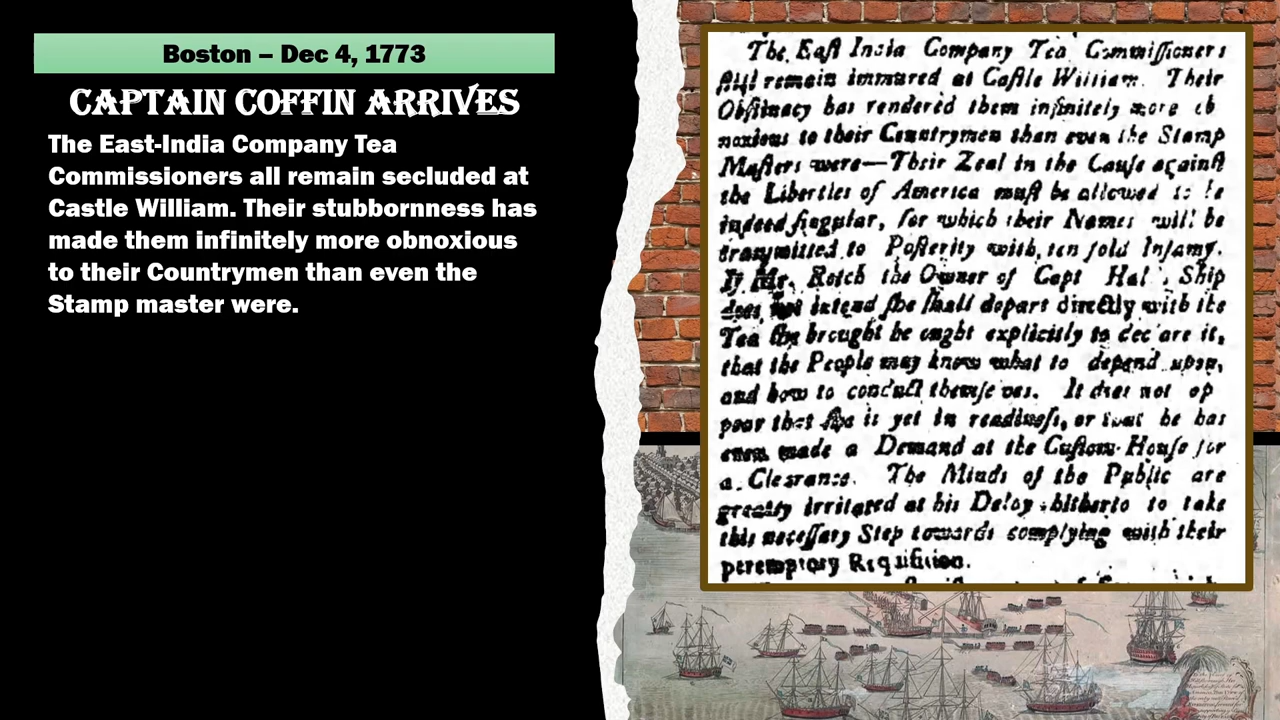 Boston – Dec 4, 1773
CAPTAIN COFFIN ARRIVES
The East-India Company Tea
Commissioners all remain secluded at
Castle William. Their stubbornness has
made them infinitely more obnoxious
to their Countrymen than even the
Stamp master were.
The East India Company Tea Commissioners
still remain immured at Castle William. Their
Obstinacy has rendered them infinitely more ob
noxious to their Countrymen than even the Stamp
Masters were—Their Zeal in the Cause against
the Liberties of America must be allowed to be
indeed singular, for which their Names will be
transmitted to Posterity with ten fold Infamy.
If Mr. Rotch the Owner of Capt Hall's Ship
does not intend she shall depart directly with the
Tea she brought he ought explicitly to declare it,
that the People may know what to depend upon,
and how to conduct themselves. It does not ap
pear that she is yet in readiness, or that he has
even made a Demand at the Custom-House for
a Clearance. The Minds of the Public are
greatly irritated at his Delay hitherto to take
this necessary Step towards complying with their
peremptory Requisition.